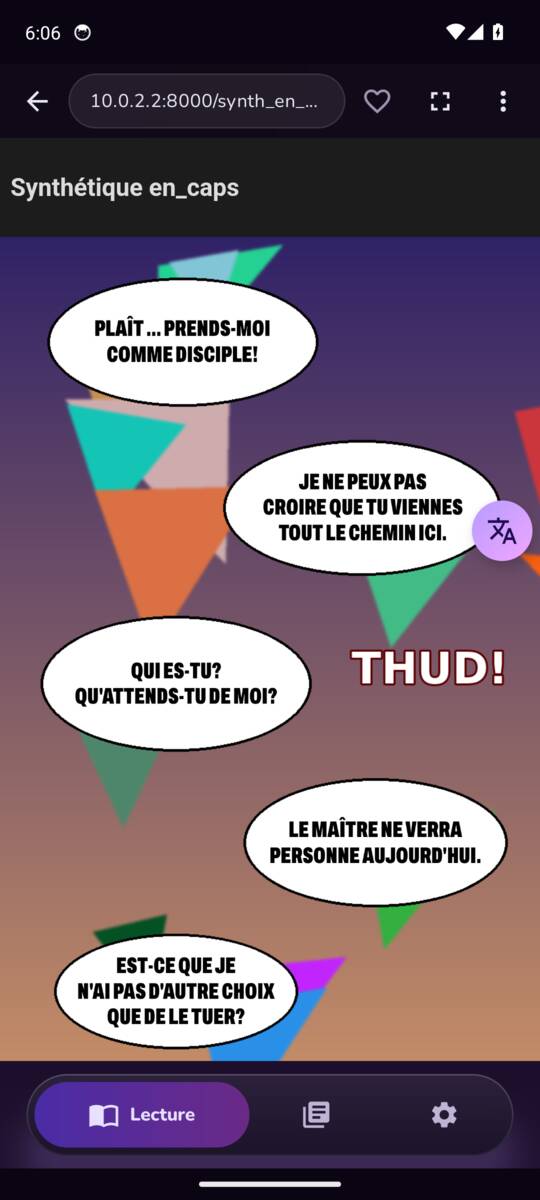 6:06
10.0.2.2:8000/synth_en_...
Synthétique en_caps
PLAÎT ... PRENDS-MOI
COMME DISCIPLE!
JE NE PEUX PAS
CROIRE QUE TU VIENNES
TOUT LE CHEMIN ICI.
QUI ES-TU?
QU'ATTENDS-TU DE MOI?
THUD!
LE MAÎTRE NE VERRA
PERSONNE AUJOURD'HUI.
EST-CE QUE JE
N'AI PAS D'AUTRE CHOIX
QUE DE LE TUER?
Lecture